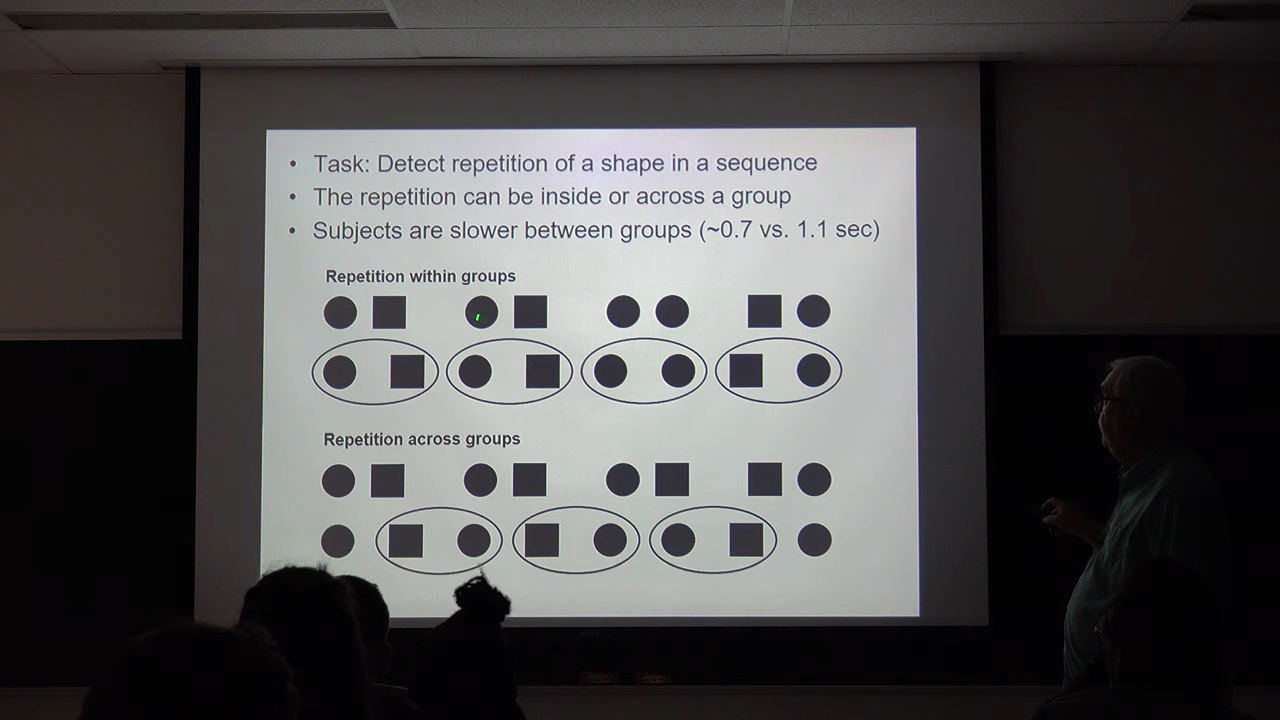 • Task: Detect repetition of a shape in a sequence
• The repetition can be inside or across a group
• Subjects are slower between groups (~0.7 vs. 1.1 sec)
Repetition within groups
Repetition across groups